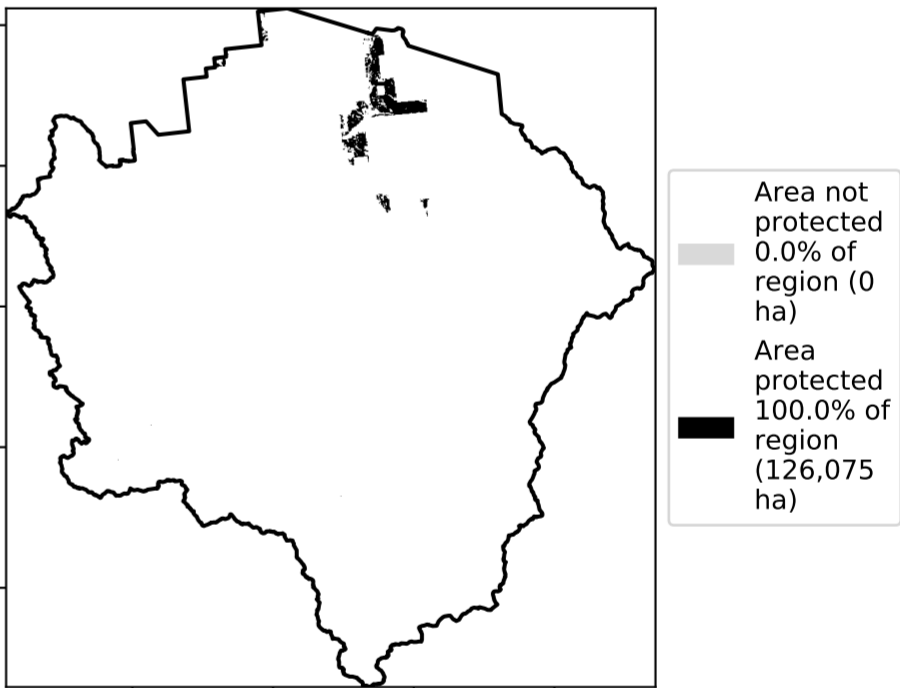 Area not
protected
0.0% of
region (0
ha)
Area
protected
100.0% of
region
(126,075
ha)